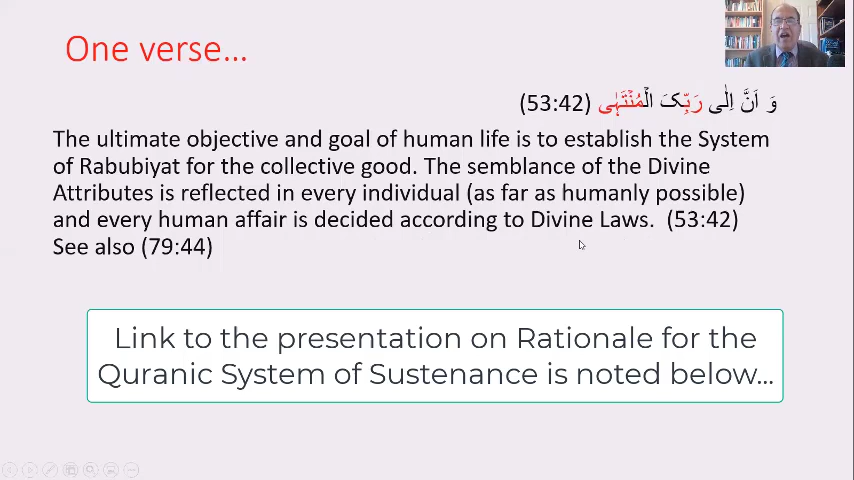 One verse...
وَ اَنَّ اِلٰی رَبِّکَ الۡمُنۡتَہٰی (53:42)
The ultimate objective and goal of human life is to establish the System
of Rabubiyat for the collective good. The semblance of the Divine
Attributes is reflected in every individual (as far as humanly possible)
and every human affair is decided according to Divine Laws. (53:42)
See also (79:44)
Link to the presentation on Rationale for the
Quranic System of Sustenance is noted below...